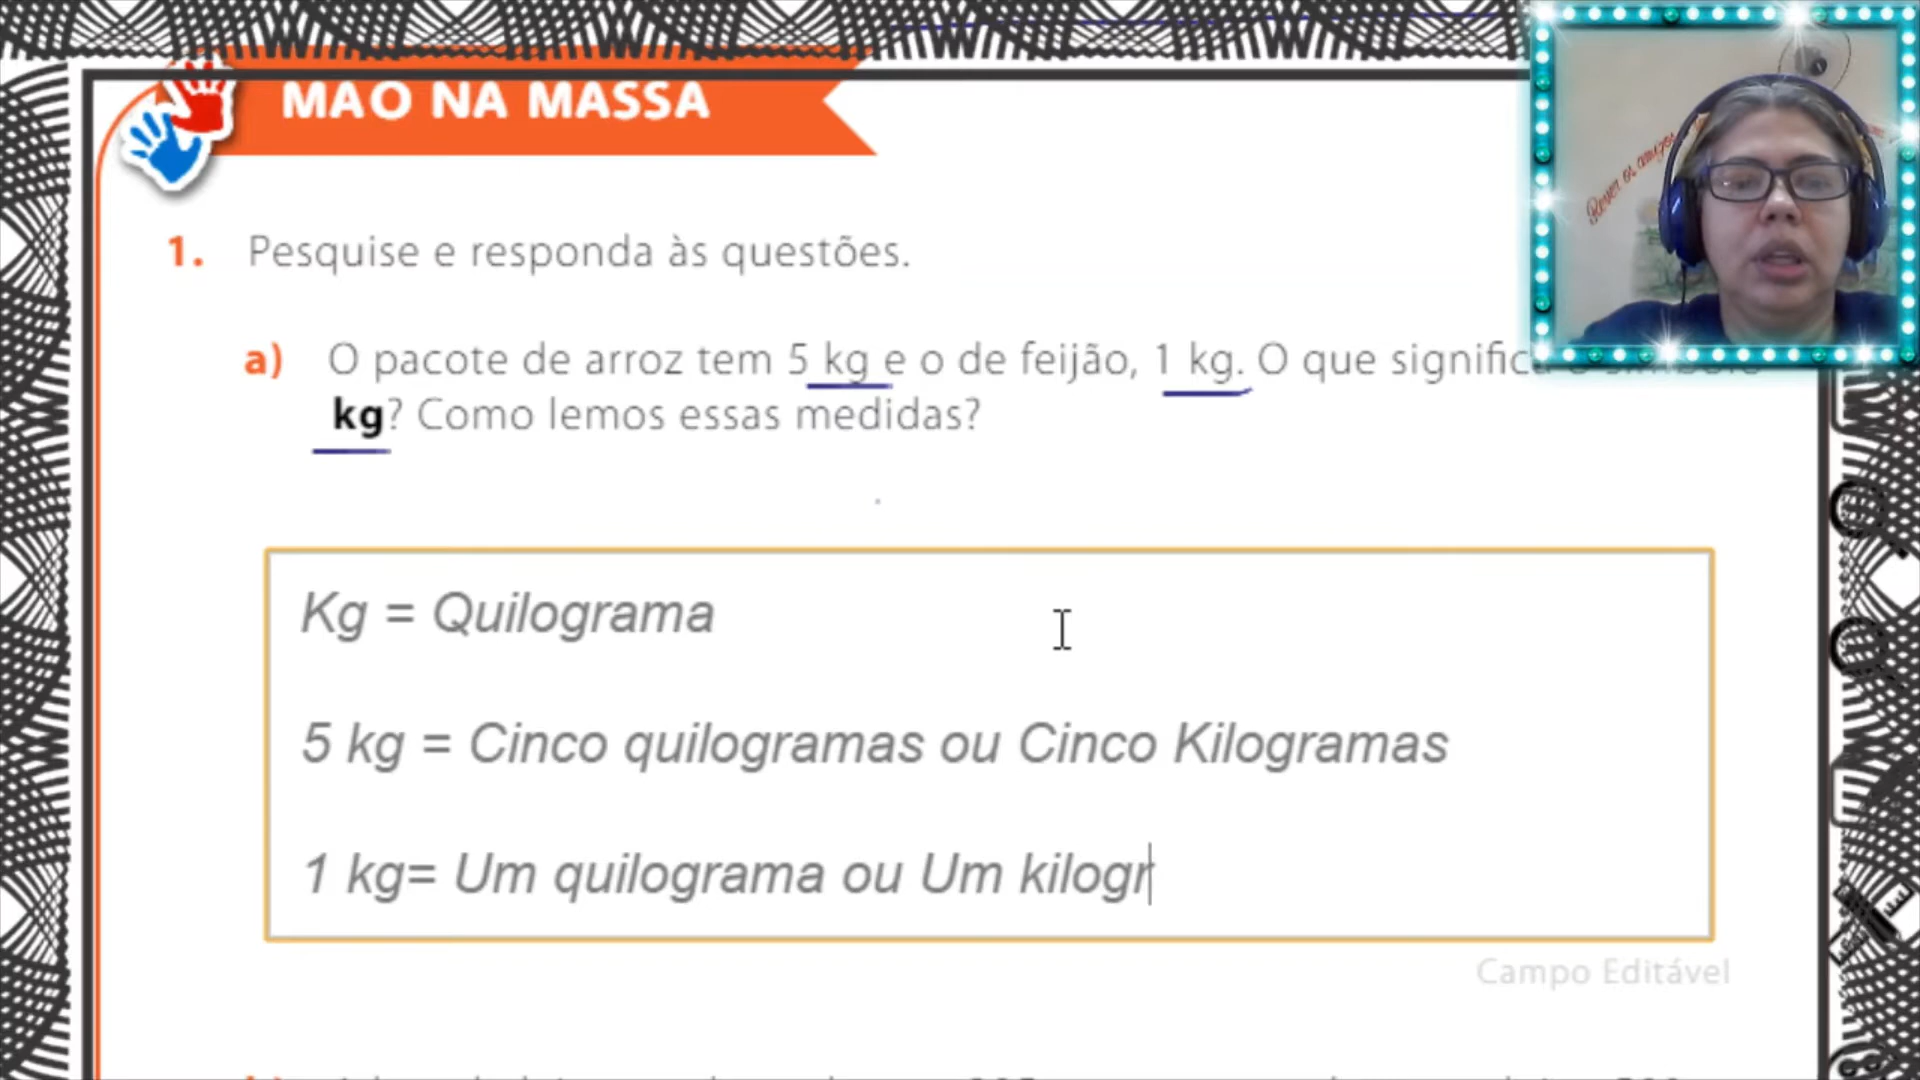 MAO NA MASSA
1. Pesquise e responda às questões.
a) O pacote de arroz tem 5 kg e o de feijão, 1 kg. O que significa
kg? Como lemos essas medidas?
Kg = Quilograma
5 kg = Cinco quilogramas ou Cinco Kilogramas
1 kg= Um quilograma ou Um kilogr
Campo Editável